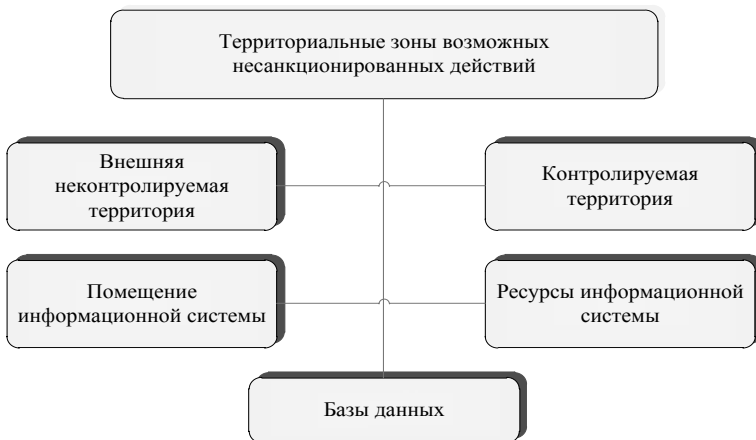 Территориальные зоны возможных
несанкционированных действий
Внешняя
неконтролируемая
территория
Контролируемая
территория
Помещение
информационной системы
Ресурсы информационной
системы
Базы данных